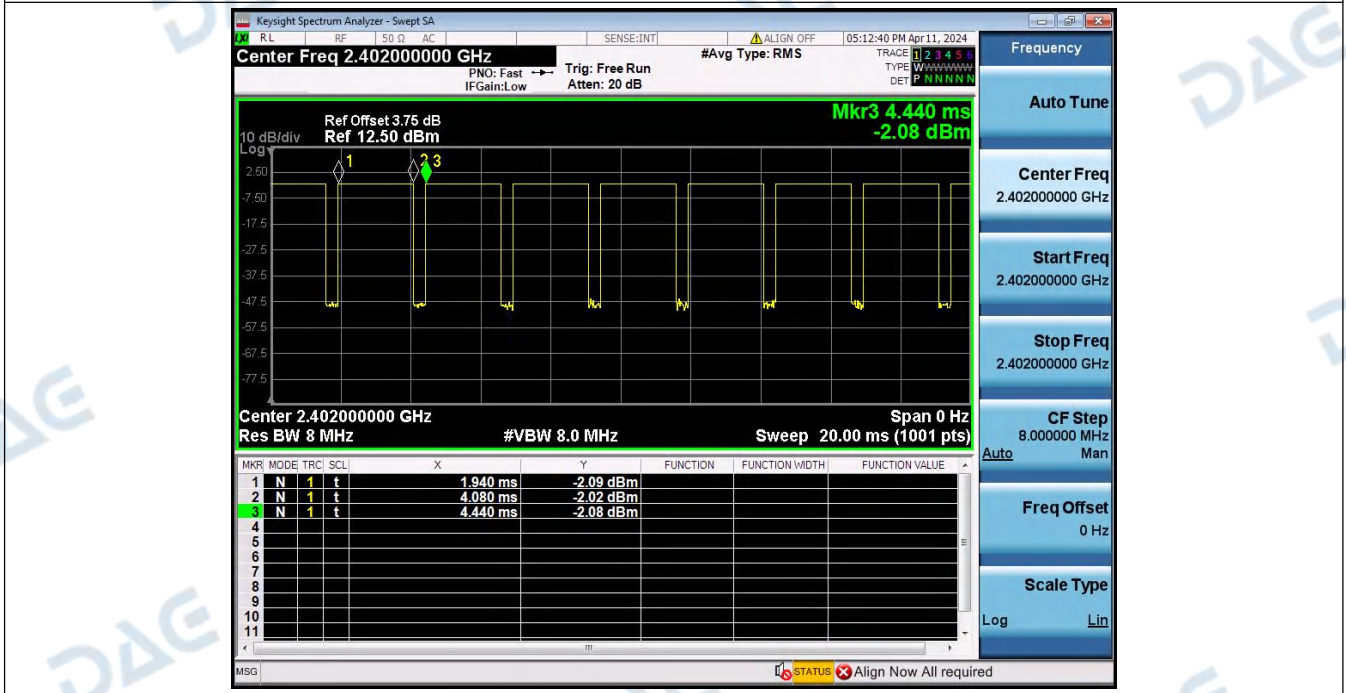 Keysight Spectrum Analyzer - Swept SA
LXI RL RF 50 Ω AC SENSE:INT ALIGN OFF 05:12:40 PM Apr 11, 2024
Center Freq 2.402000000 GHz #Avg Type: RMS TRACE 1 2 3 4 5 6
PNO: Fast Trig: Free Run TYPE WWWWWW
IFGain:Low Atten: 20 dB DET P N N N N N
Mkr3 4.440 ms
-2.08 dBm
Ref Offset 3.75 dB
10 dB/div Ref 12.50 dBm
Log
1 2 3
2.50
-7.50
-17.5
-27.5
-37.5
-47.5
-57.5
-67.5
-77.5
Center 2.402000000 GHz Span 0 Hz
Res BW 8 MHz #VBW 8.0 MHz Sweep 20.00 ms (1001 pts)
MKR MODE TRC SCL X Y FUNCTION FUNCTION WIDTH FUNCTION VALUE
1 N 1 t 1.940 ms -2.09 dBm
2 N 1 t 4.080 ms -2.02 dBm
3 N 1 t 4.440 ms -2.08 dBm
4
5
6
7
8
9
10
11
MSG STATUS Align Now All required
Frequency
Auto Tune
Center Freq
2.402000000 GHz
Start Freq
2.402000000 GHz
Stop Freq
2.402000000 GHz
CF Step
8.000000 MHz
Auto Man
Freq Offset
0 Hz
Scale Type
Log Lin
DAG
DAG
DAG